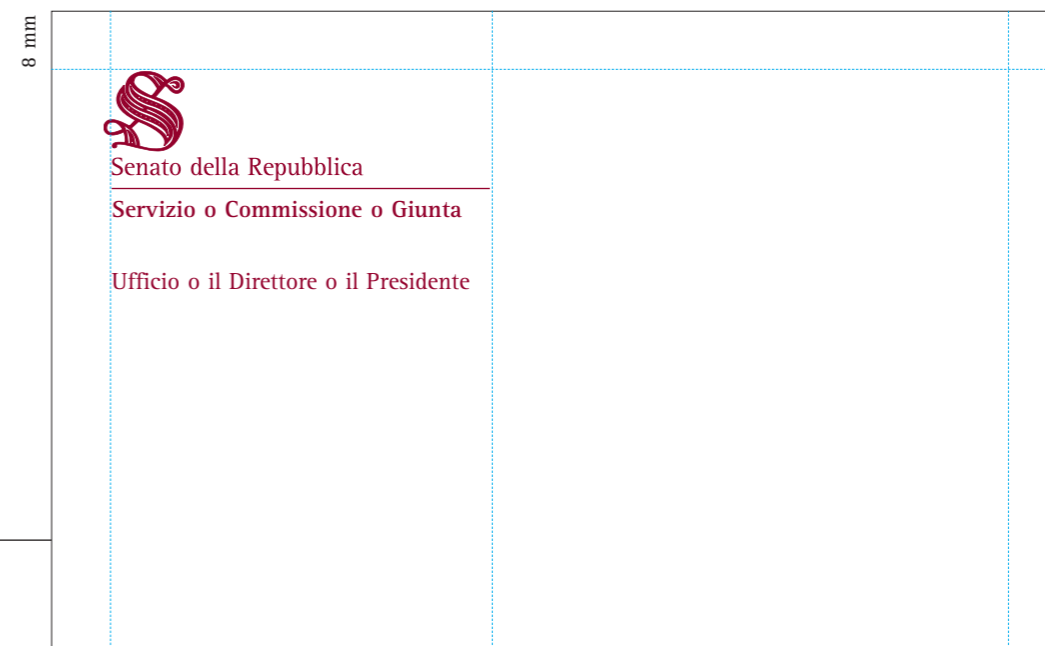 8 mm
S
Senato della Repubblica
Servizio o Commissione o Giunta
Ufficio o il Direttore o il Presidente